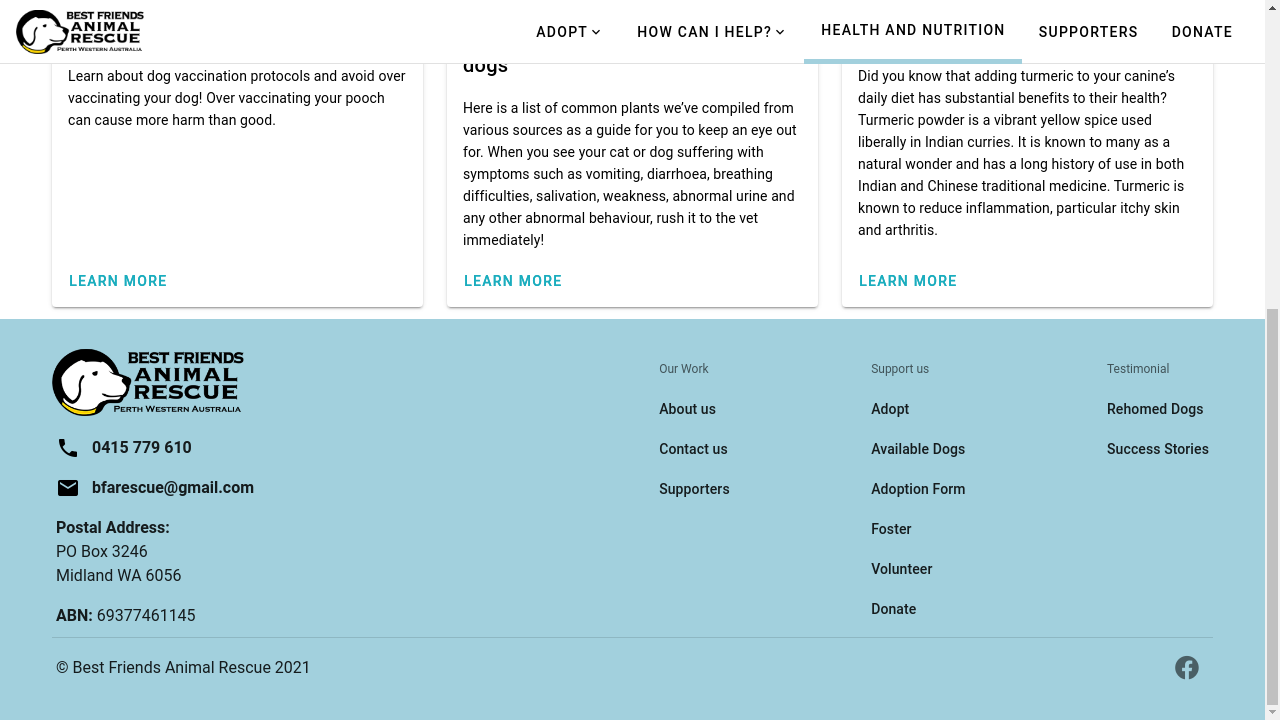 BEST FRIENDS
ANIMAL
RESCUE
PERTH WESTERN AUSTRALIA
ADOPT
HOW CAN I HELP?
HEALTH AND NUTRITION
SUPPORTERS
DONATE
Learn about dog vaccination protocols and avoid over
vaccinating your dog! Over vaccinating your pooch
can cause more harm than good.
LEARN MORE
dogs
Here is a list of common plants we’ve compiled from
various sources as a guide for you to keep an eye out
for. When you see your cat or dog suffering with
symptoms such as vomiting, diarrhoea, breathing
difficulties, salivation, weakness, abnormal urine and
any other abnormal behaviour, rush it to the vet
immediately!
LEARN MORE
Did you know that adding turmeric to your canine’s
daily diet has substantial benefits to their health?
Turmeric powder is a vibrant yellow spice used
liberally in Indian curries. It is known to many as a
natural wonder and has a long history of use in both
Indian and Chinese traditional medicine. Turmeric is
known to reduce inflammation, particular itchy skin
and arthritis.
LEARN MORE
BEST FRIENDS
ANIMAL
RESCUE
PERTH WESTERN AUSTRALIA
0415 779 610
bfarescue@gmail.com
Postal Address:
PO Box 3246
Midland WA 6056
ABN: 69377461145
Our Work
About us
Contact us
Supporters
Support us
Adopt
Available Dogs
Adoption Form
Foster
Volunteer
Donate
Testimonial
Rehomed Dogs
Success Stories
© Best Friends Animal Rescue 2021